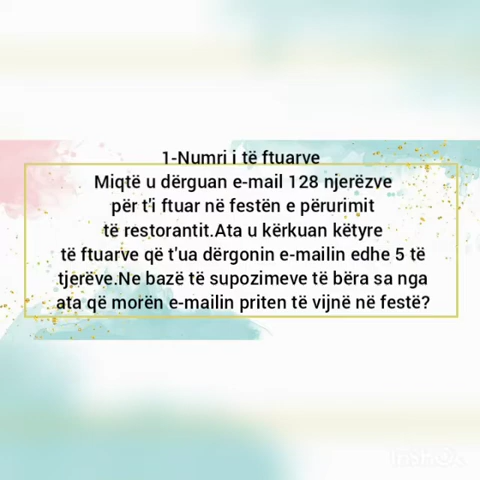 1-Numri i të ftuarve
Miqtë u dërguan e-mail 128 njerëzve
për t'i ftuar në festën e përurimit
të restorantit.Ata u kërkuan këtyre
të ftuarve që t'ua dërgonin e-mailin edhe 5 të
tjerëve.Ne bazë të supozimeve të bëra sa nga
ata që morën e-mailin priten të vijnë në festë?
InShOt